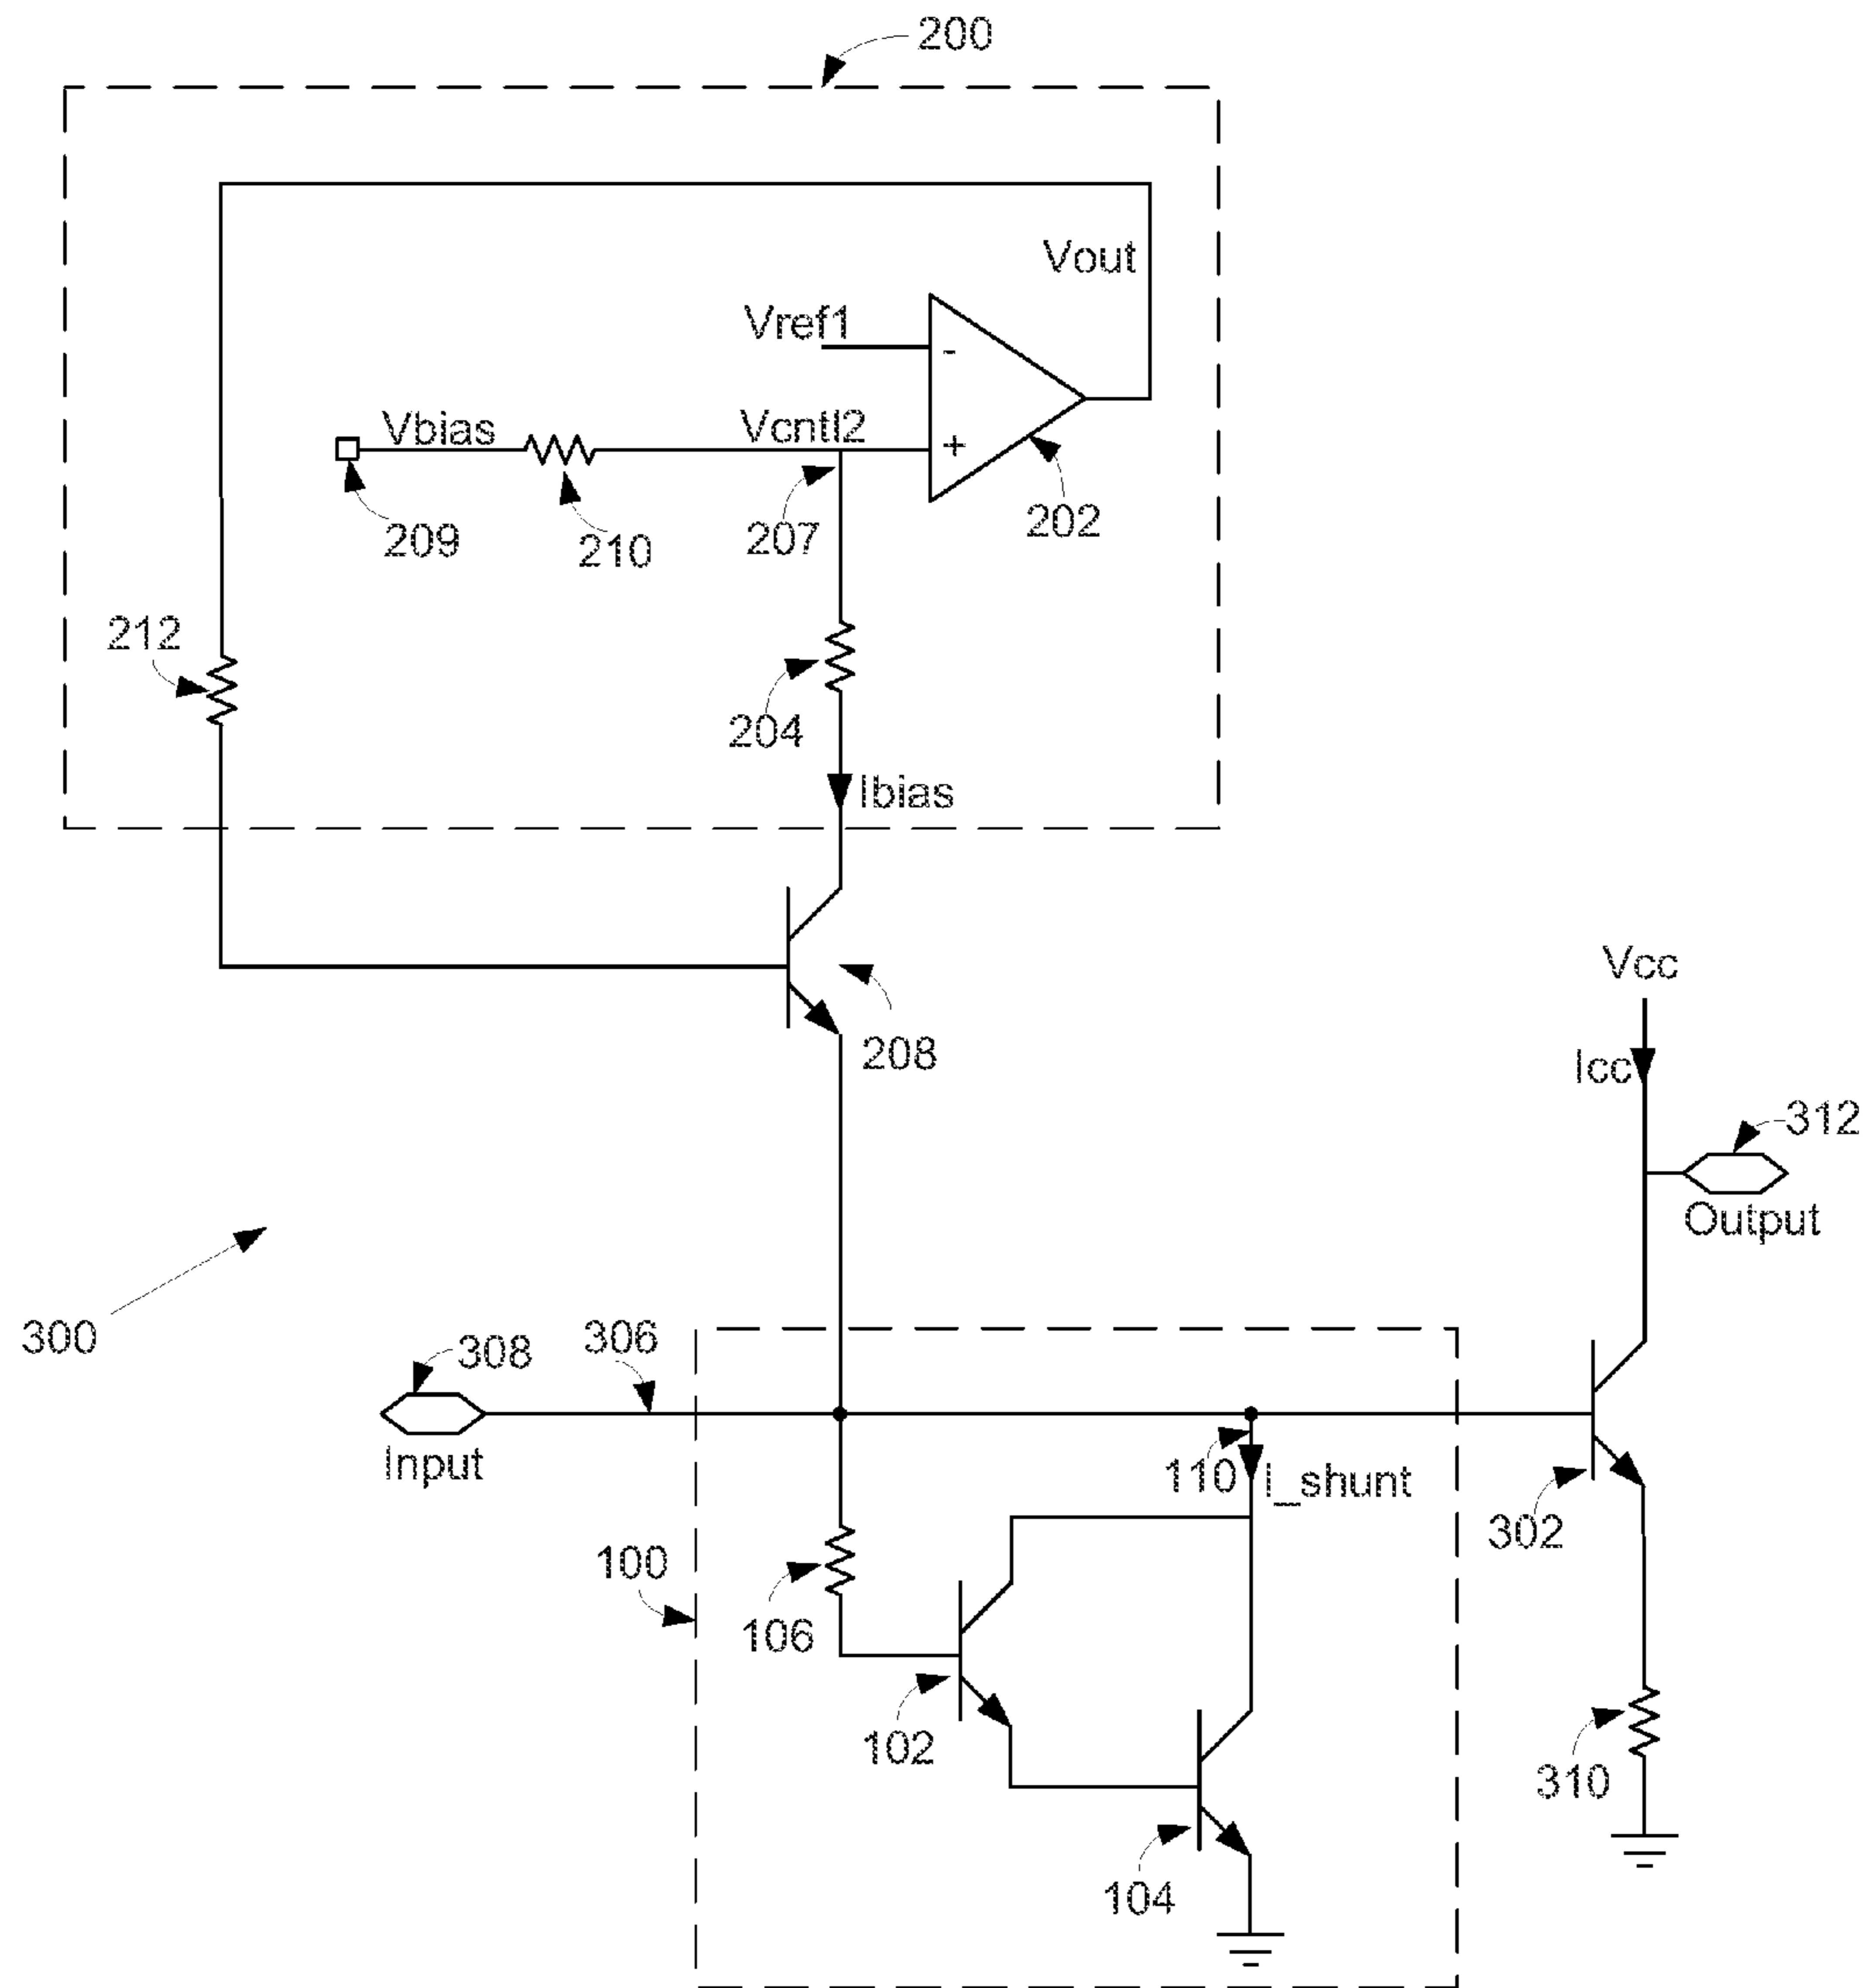 200
Vout
Vref1
-
Vbias
Vcntl2
+
209
210
207
202
212
204
Ibias
208
Vcc
Icc
312
Output
300
308
306
Input
110
I_shunt
302
100
106
102
310
104